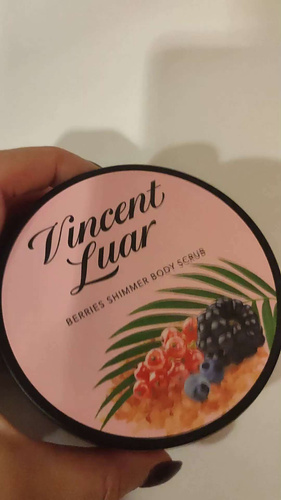 Vincent
Luar
BERRIES SHIMMER BODY SCRUB